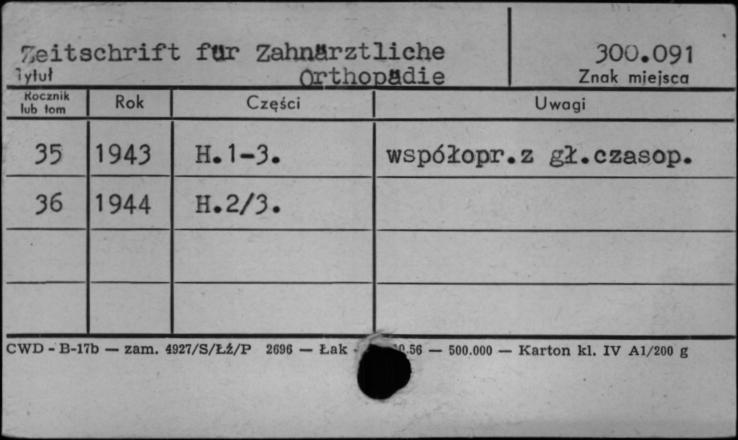 Zeitschrift für Zahnärztliche 300.091
Tytuł Orthopädie Znak miejsca
Rocznik lub tom Rok Części Uwagi
35 1943 H.1-3. współopr.z gł.czasop.
36 1944 H.2/3.
CWD - B-17b — zam. 4927/S/ŁŹ/P 2696 — Łak .56 — 500.000 — Karton kl. IV A1/200 g